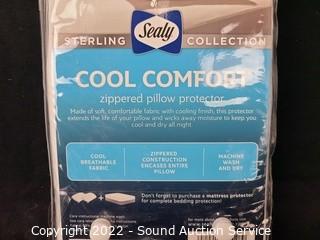 Sealy
STERLING COLLECTION
COOL COMFORT
zippered pillow protector
Made of soft, comfortable fabric with cooling finish, this protector
extends the life of your pillow and wicks away moisture to keep you
cool and dry all night.
COOL
BREATHABLE
FABRIC
ZIPPERED
CONSTRUCTION
ENCASES ENTIRE
PILLOW
MACHINE
WASH
AND DRY
Don't forget to purchase a mattress protector
for complete bedding protection!
Copyright 2022 - Sound Auction Service